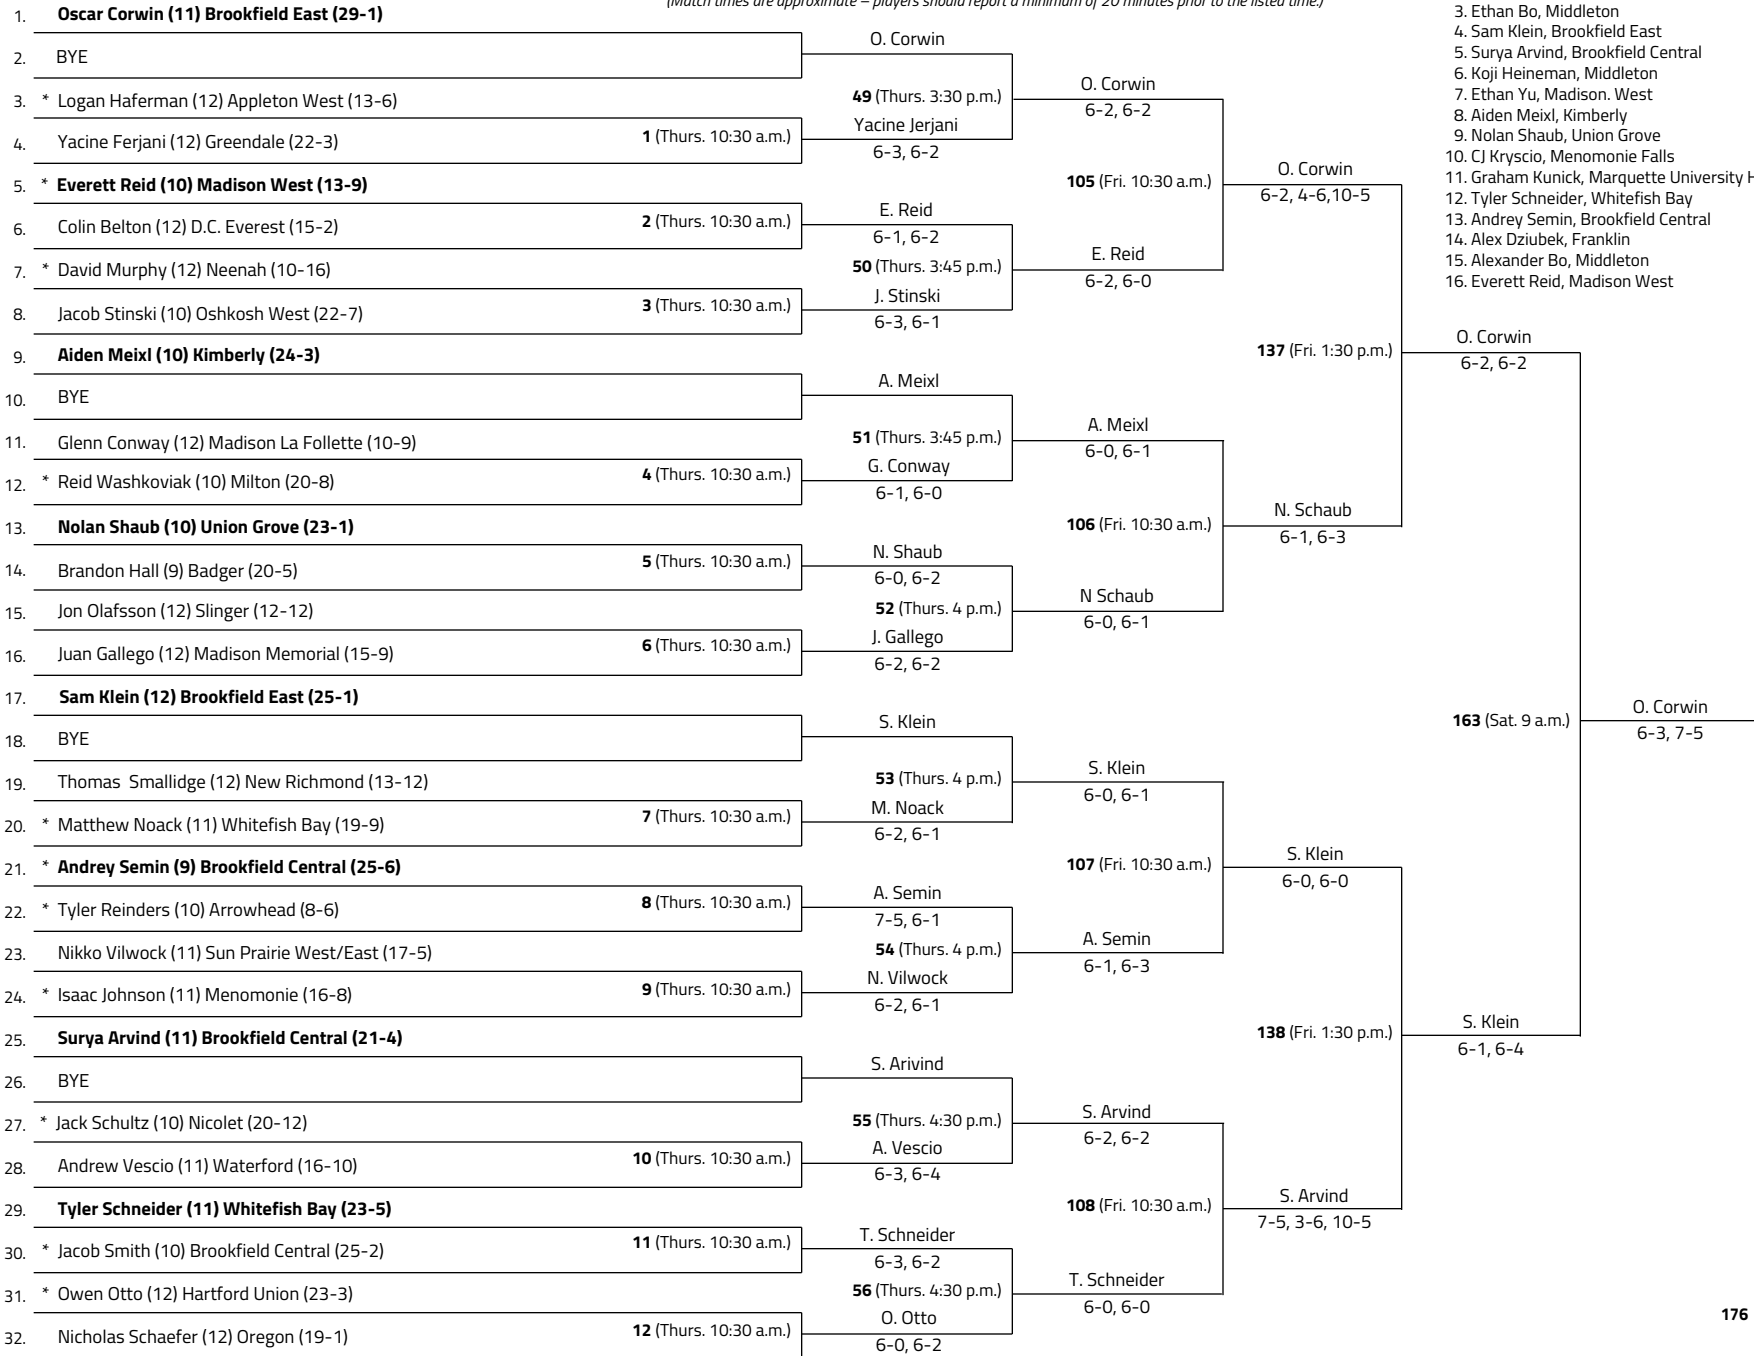 (Match times are approximate – players should report a minimum of 20 minutes prior to the listed time.)
1. Oscar Corwin (11) Brookfield East (29-1)
2. BYE
3. * Logan Haferman (12) Appleton West (13-6)
4. Yacine Ferjani (12) Greendale (22-3)
5. * Everett Reid (10) Madison West (13-9)
6. Colin Belton (12) D.C. Everest (15-2)
7. * David Murphy (12) Neenah (10-16)
8. Jacob Stinski (10) Oshkosh West (22-7)
9. Aiden Meixl (10) Kimberly (24-3)
10. BYE
11. Glenn Conway (12) Madison La Follette (10-9)
12. * Reid Washkoviak (10) Milton (20-8)
13. Nolan Shaub (10) Union Grove (23-1)
14. Brandon Hall (9) Badger (20-5)
15. Jon Olafsson (12) Slinger (12-12)
16. Juan Gallego (12) Madison Memorial (15-9)
17. Sam Klein (12) Brookfield East (25-1)
18. BYE
19. Thomas Smallidge (12) New Richmond (13-12)
20. * Matthew Noack (11) Whitefish Bay (19-9)
21. * Andrey Semin (9) Brookfield Central (25-6)
22. * Tyler Reinders (10) Arrowhead (8-6)
23. Nikko Vilwock (11) Sun Prairie West/East (17-5)
24. * Isaac Johnson (11) Menomonie (16-8)
25. Surya Arvind (11) Brookfield Central (21-4)
26. BYE
27. * Jack Schultz (10) Nicolet (20-12)
28. Andrew Vescio (11) Waterford (16-10)
29. Tyler Schneider (11) Whitefish Bay (23-5)
30. * Jacob Smith (10) Brookfield Central (25-2)
31. * Owen Otto (12) Hartford Union (23-3)
32. Nicholas Schaefer (12) Oregon (19-1)
1 (Thurs. 10:30 a.m.)
2 (Thurs. 10:30 a.m.)
3 (Thurs. 10:30 a.m.)
4 (Thurs. 10:30 a.m.)
5 (Thurs. 10:30 a.m.)
6 (Thurs. 10:30 a.m.)
7 (Thurs. 10:30 a.m.)
8 (Thurs. 10:30 a.m.)
9 (Thurs. 10:30 a.m.)
10 (Thurs. 10:30 a.m.)
11 (Thurs. 10:30 a.m.)
12 (Thurs. 10:30 a.m.)
O. Corwin
49 (Thurs. 3:30 p.m.)
Yacine Jerjani
6-3, 6-2
E. Reid
6-1, 6-2
50 (Thurs. 3:45 p.m.)
J. Stinski
6-3, 6-1
A. Meixl
51 (Thurs. 3:45 p.m.)
G. Conway
6-1, 6-0
N. Shaub
6-0, 6-2
52 (Thurs. 4 p.m.)
J. Gallego
6-2, 6-2
S. Klein
53 (Thurs. 4 p.m.)
M. Noack
6-2, 6-1
A. Semin
7-5, 6-1
54 (Thurs. 4 p.m.)
N. Vilwock
6-2, 6-1
S. Arivind
55 (Thurs. 4:30 p.m.)
A. Vescio
6-3, 6-4
T. Schneider
6-3, 6-2
56 (Thurs. 4:30 p.m.)
O. Otto
6-0, 6-2
O. Corwin
6-2, 6-2
105 (Fri. 10:30 a.m.)
E. Reid
6-2, 6-0
A. Meixl
6-0, 6-1
106 (Fri. 10:30 a.m.)
N Schaub
6-0, 6-1
S. Klein
6-0, 6-1
107 (Fri. 10:30 a.m.)
A. Semin
6-1, 6-3
S. Arvind
6-2, 6-2
108 (Fri. 10:30 a.m.)
T. Schneider
6-0, 6-0
O. Corwin
6-2, 4-6,10-5
137 (Fri. 1:30 p.m.)
N. Schaub
6-1, 6-3
S. Klein
6-0, 6-0
138 (Fri. 1:30 p.m.)
S. Arvind
7-5, 3-6, 10-5
O. Corwin
6-2, 6-2
163 (Sat. 9 a.m.)
S. Klein
6-1, 6-4
O. Corwin
6-3, 7-5
176
3. Ethan Bo, Middleton
4. Sam Klein, Brookfield East
5. Surya Arvind, Brookfield Central
6. Koji Heineman, Middleton
7. Ethan Yu, Madison. West
8. Aiden Meixl, Kimberly
9. Nolan Shaub, Union Grove
10. CJ Kryscio, Menomonie Falls
11. Graham Kunick, Marquette University H
12. Tyler Schneider, Whitefish Bay
13. Andrey Semin, Brookfield Central
14. Alex Dziubek, Franklin
15. Alexander Bo, Middleton
16. Everett Reid, Madison West